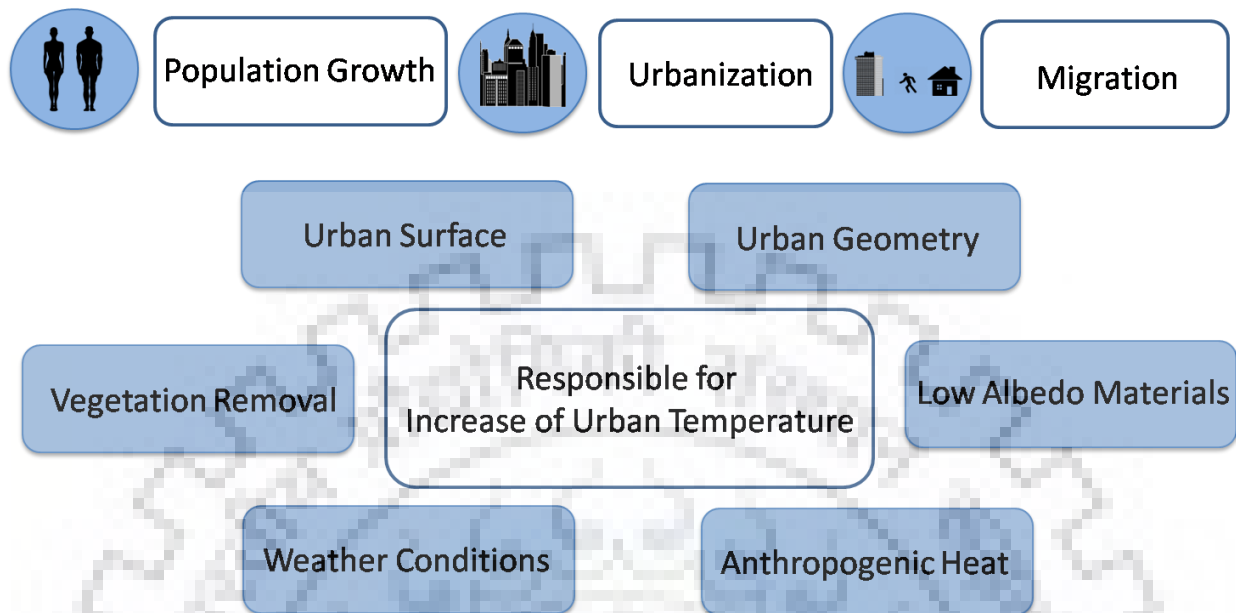 Population Growth
Urbanization
Migration
Urban Surface
Urban Geometry
Vegetation Removal
Responsible for
Increase of Urban Temperature
Low Albedo Materials
Weather Conditions
Anthropogenic Heat